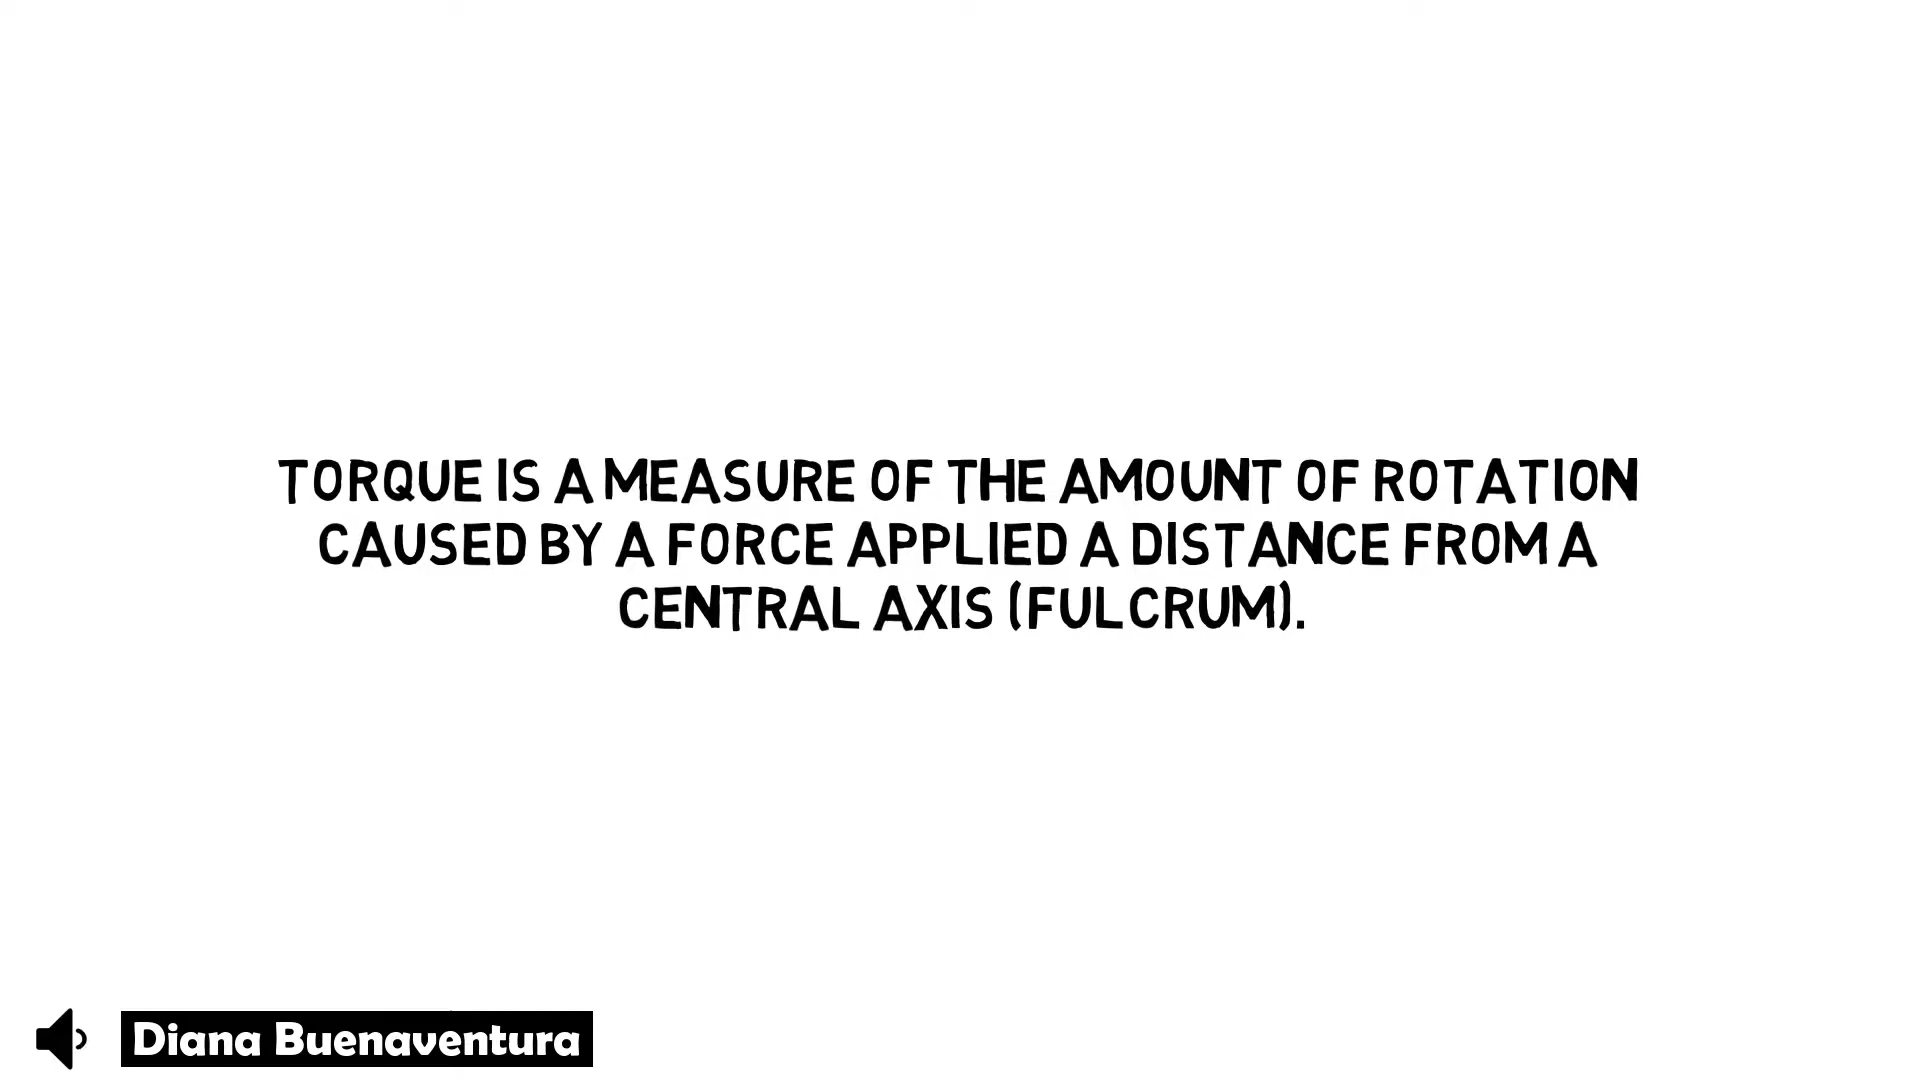 TORQUE IS A MEASURE OF THE AMOUNT OF ROTATION
CAUSED BY A FORCE APPLIED A DISTANCE FROM A
CENTRAL AXIS (FULCRUM).
Diana Buenaventura